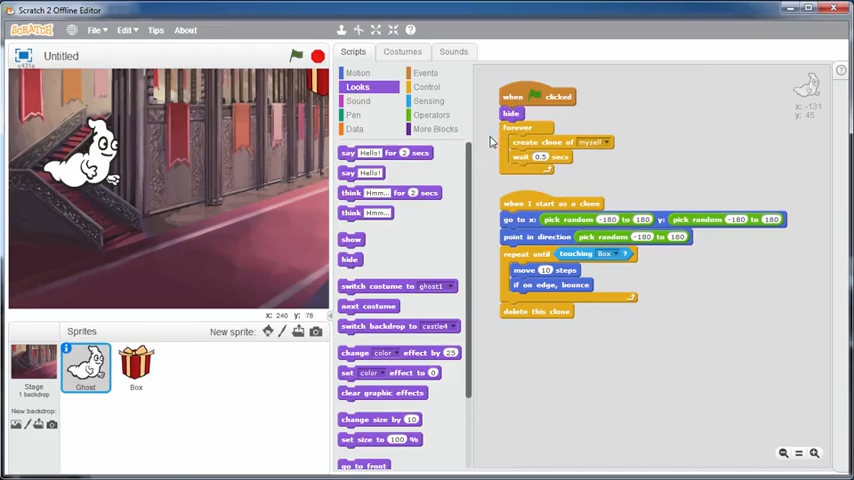 Scratch 2 Offline Editor
SCRATCH File Edit Tips About
Untitled
v431a
Scripts Costumes Sounds
Motion Events
Looks Control
Sound Sensing
Pen Operators
Data More Blocks
say Hello! for 2 secs
say Hello!
think Hmm... for 2 secs
think Hmm...
show
hide
switch costume to ghost1
next costume
switch backdrop to castle4
change color effect by 25
set color effect to 0
clear graphic effects
change size by 10
set size to 100 %
go to front
when clicked
hide
forever
create clone of myself
wait 0.5 secs
when I start as a clone
go to x: pick random -180 to 180 y: pick random -180 to 180
point in direction pick random -180 to 180
repeat until touching Box ?
move 10 steps
if on edge, bounce
delete this clone
x: -131
y: 45
x: 240 y: 78
Sprites New sprite:
Stage
1 backdrop
New backdrop:
Ghost
Box